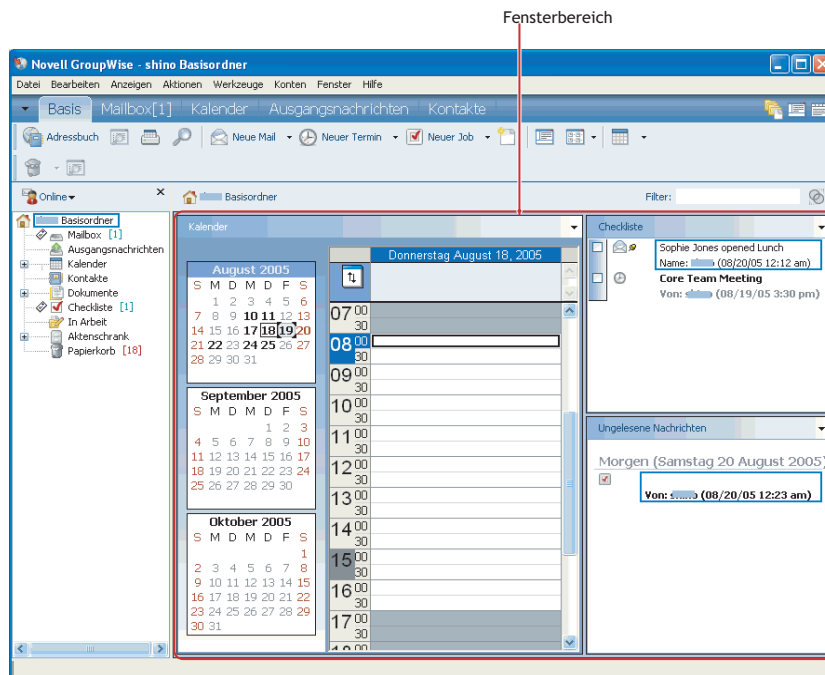 Fensterbereich
Novell GroupWise - shino Basisordner
Datei Bearbeiten Anzeigen Aktionen Werkzeuge Konten Fenster Hilfe
Basis Mailbox[1] Kalender Ausgangsnachrichten Kontakte
Adressbuch Neue Mail Neuer Termin Neuer Job
Online Basisordner Filter:
Basisordner
Mailbox [1]
Ausgangsnachrichten
Kalender
Kontakte
Dokumente
Checkliste [1]
In Arbeit
Aktenschrank
Papierkorb [18]
Kalender
August 2005
S M D M D F S
1 2 3 4 5 6
7 8 9 10 11 12 13
14 15 16 17 18 19 20
21 22 23 24 25 26 27
28 29 30 31
September 2005
S M D M D F S
1 2 3
4 5 6 7 8 9 10
11 12 13 14 15 16 17
18 19 20 21 22 23 24
25 26 27 28 29 30
Oktober 2005
S M D M D F S
1
2 3 4 5 6 7 8
9 10 11 12 13 14 15
16 17 18 19 20 21 22
23 24 25 26 27 28 29
30 31
Donnerstag August 18, 2005
07 00
30
08 00
30
09 00
30
10 00
30
11 00
30
12 00
30
13 00
30
14 00
30
15 00
30
16 00
30
17 00
30
Checkliste
Sophie Jones opened Lunch
Name: (08/20/05 12:12 am)
Core Team Meeting
Von: (08/19/05 3:30 pm)
Ungelesene Nachrichten
Morgen (Samstag 20 August 2005)
Von: (08/20/05 12:23 am)